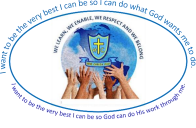 I want to be the very best I can be so I can do what God wants me to do
WE LEARN, WE ENABLE, WE RESPECT AND WE BELONG
I want to be the very best I can be so God can do His work through me.